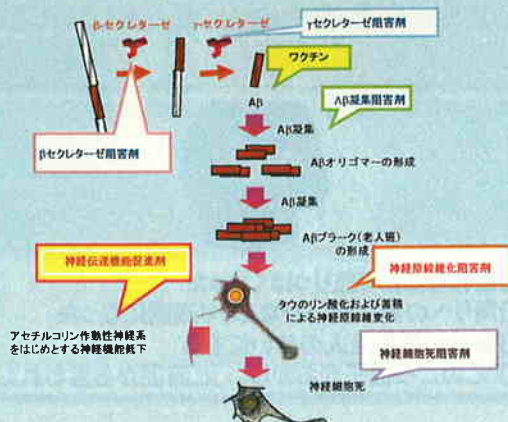 β-セクレターゼ
γ-セクレターゼ
γセクレターゼ阻害剤
ワクチン
Aβ
Aβ凝集阻害剤
βセクレターゼ阻害剤
Aβ凝集
Aβオリゴマーの形成
Aβ凝集
Aβプラーク(老人斑)
の形成
神経伝達機能促進剤
神経原線維化阻害剤
タウのリン酸化および蓄積
による神経原線維変化
アセチルコリン作動性神経系
をはじめとする神経機能低下
神経細胞死阻害剤
神経細胞死